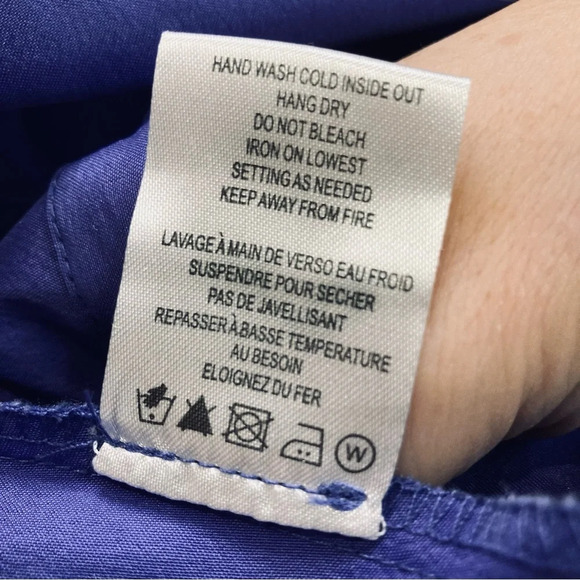 HAND WASH COLD INSIDE OUT
HANG DRY
DO NOT BLEACH
IRON ON LOWEST
SETTING AS NEEDED
KEEP AWAY FROM FIRE
LAVAGE À MAIN DE VERSO EAU FROID
SUSPENDRE POUR SECHER
PAS DE JAVELLISANT
REPASSER À BASSE TEMPERATURE
AU BESOIN
ELOIGNEZ DU FER
W